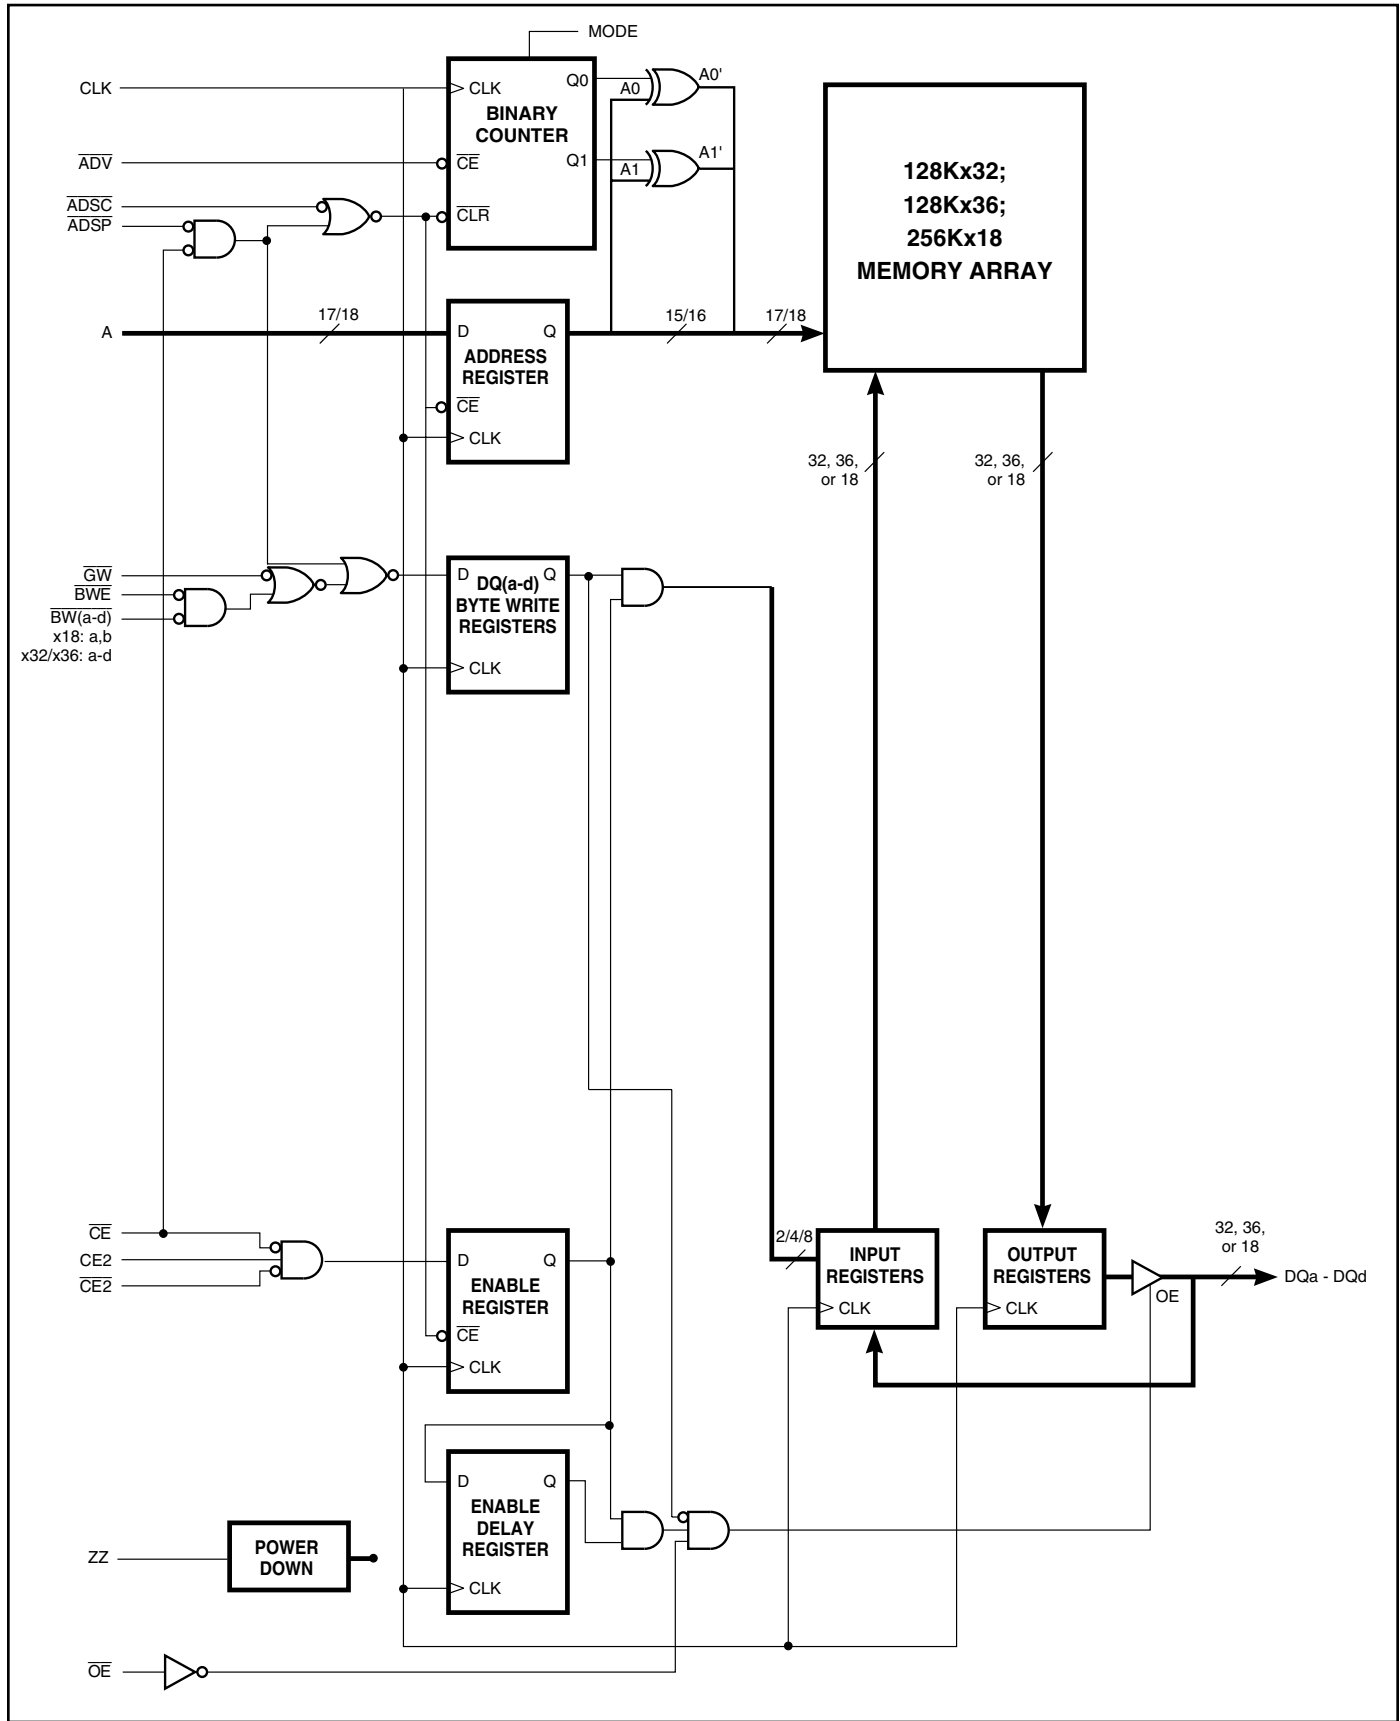 MODE
CLK
CLK
Q0
A0
A0'
BINARY
COUNTER
ADV
CE
Q1
A1
A1'
ADSC
ADSP
CLR
128Kx32;
128Kx36;
256Kx18
MEMORY ARRAY
A
17/18
D
Q
15/16
17/18
ADDRESS
REGISTER
CE
CLK
32, 36,
or 18
32, 36,
or 18
GW
BWE
BW(a-d)
x18: a,b
x32/x36: a-d
D
Q
DQ(a-d)
BYTE WRITE
REGISTERS
CLK
CE
CE2
CE2
D
Q
ENABLE
REGISTER
CE
CLK
2/4/8
INPUT
REGISTERS
CLK
OUTPUT
REGISTERS
CLK
OE
32, 36,
or 18
DQa - DQd
D
Q
ENABLE
DELAY
REGISTER
CLK
ZZ
POWER
DOWN
OE